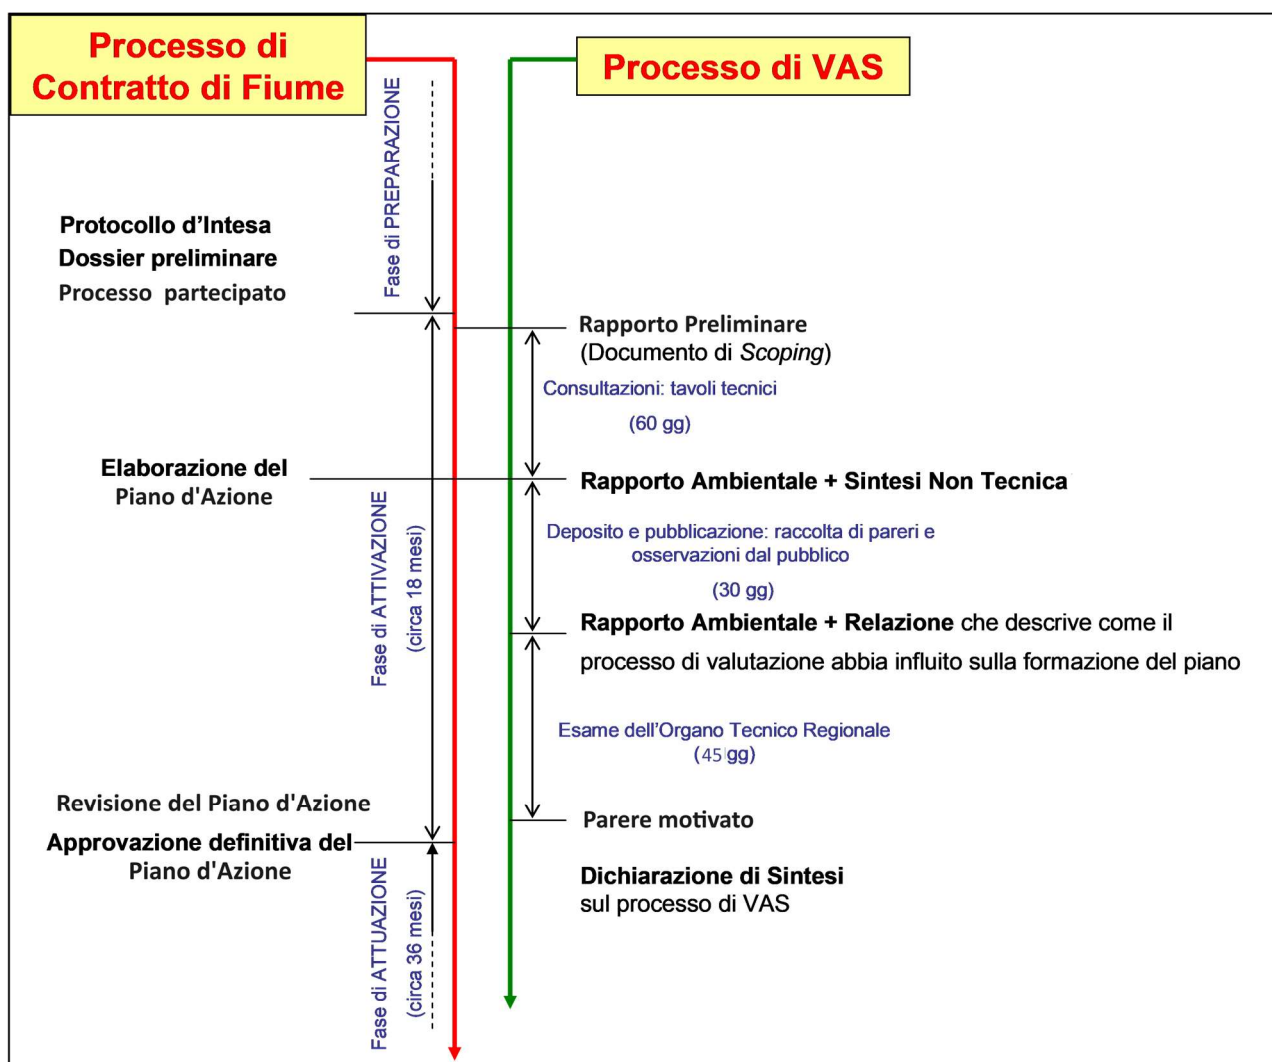 Processo di
Contratto di Fiume
Processo di VAS
Fase di PREPARAZIONE
Protocollo d'Intesa
Dossier preliminare
Processo partecipato
Rapporto Preliminare
(Documento di Scoping)
Consultazioni: tavoli tecnici
(60 gg)
Elaborazione del
Piano d'Azione
Rapporto Ambientale + Sintesi Non Tecnica
Fase di ATTIVAZIONE
(circa 18 mesi)
Deposito e pubblicazione: raccolta di pareri e
osservazioni dal pubblico
(30 gg)
Rapporto Ambientale + Relazione che descrive come il
processo di valutazione abbia influito sulla formazione del piano
Esame dell'Organo Tecnico Regionale
(45 gg)
Revisione del Piano d'Azione
Approvazione definitiva del
Piano d'Azione
Parere motivato
Fase di ATTUAZIONE
(circa 36 mesi)
Dichiarazione di Sintesi
sul processo di VAS